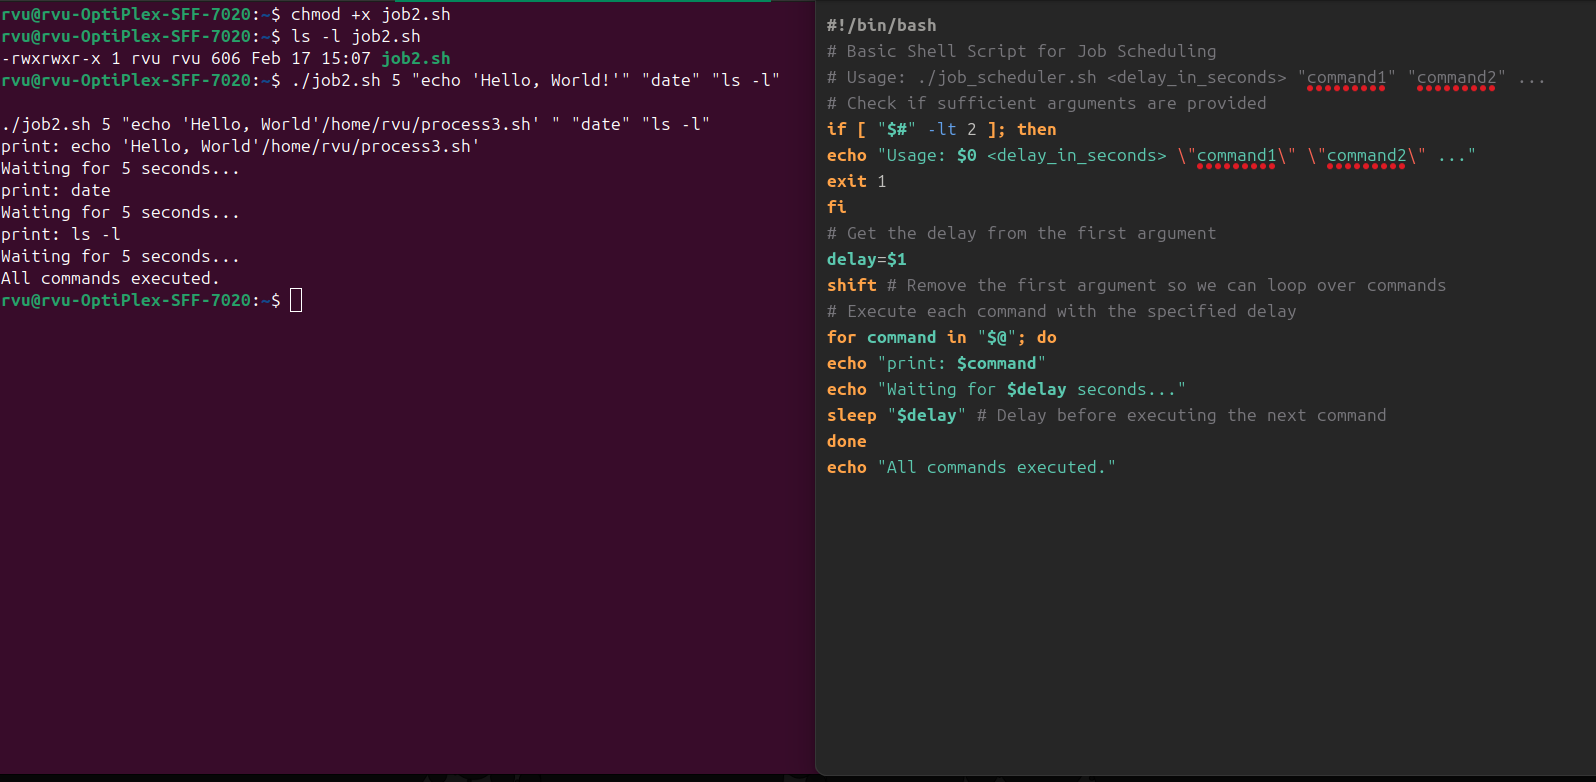 rvu@rvu-OptiPlex-SFF-7020:~$ chmod +x job2.sh
rvu@rvu-OptiPlex-SFF-7020:~$ ls -l job2.sh
-rwxrwxr-x 1 rvu rvu 606 Feb 17 15:07 job2.sh
rvu@rvu-OptiPlex-SFF-7020:~$ ./job2.sh 5 "echo 'Hello, World!'" "date" "ls -l"
./job2.sh 5 "echo 'Hello, World'/home/rvu/process3.sh' " "date" "ls -l"
print: echo 'Hello, World'/home/rvu/process3.sh'
Waiting for 5 seconds...
print: date
Waiting for 5 seconds...
print: ls -l
Waiting for 5 seconds...
All commands executed.
rvu@rvu-OptiPlex-SFF-7020:~$
#!/bin/bash
# Basic Shell Script for Job Scheduling
# Usage: ./job_scheduler.sh <delay_in_seconds> "command1" "command2" ...
# Check if sufficient arguments are provided
if [ "$#" -lt 2 ]; then
echo "Usage: $0 <delay_in_seconds> \"command1\" \"command2\" ..."
exit 1
fi
# Get the delay from the first argument
delay=$1
shift # Remove the first argument so we can loop over commands
# Execute each command with the specified delay
for command in "$@"; do
echo "print: $command"
echo "Waiting for $delay seconds..."
sleep "$delay" # Delay before executing the next command
done
echo "All commands executed."